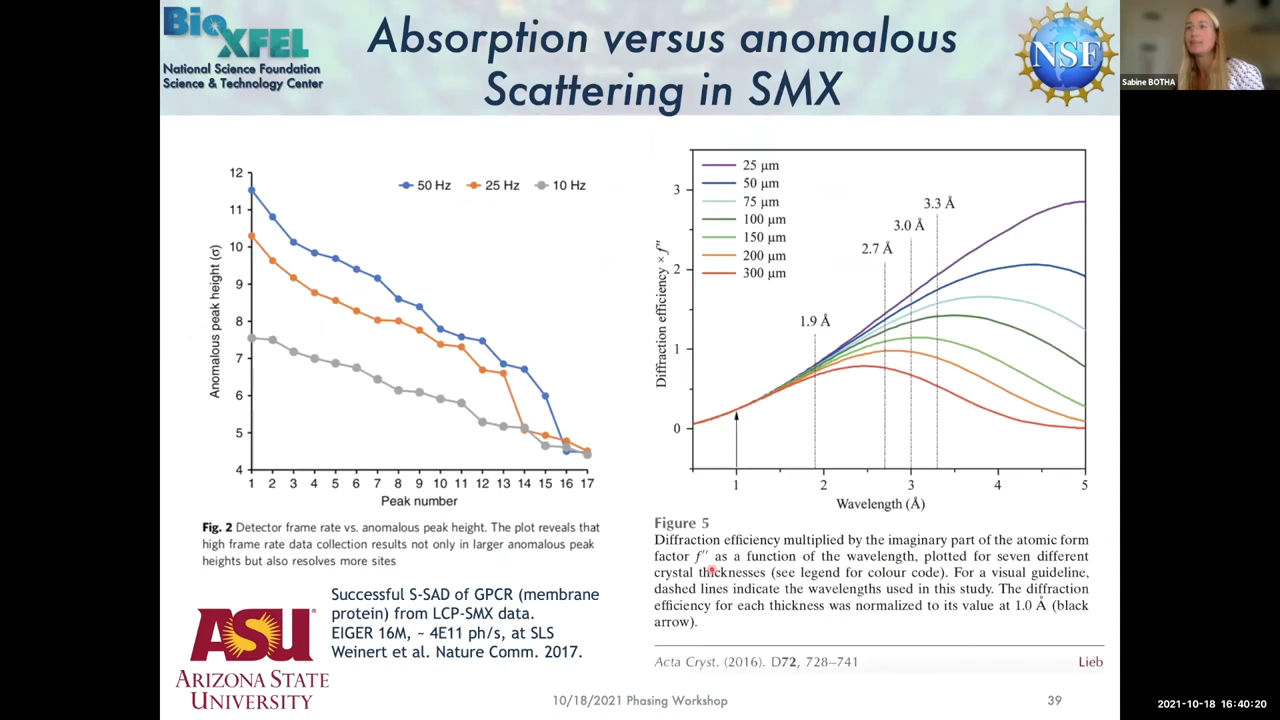 BioXFEL
National Science Foundation
Science & Technology Center
Absorption versus anomalous
Scattering in SMX
NSF
Sabine BOTHA
12
11
10
9
8
7
6
5
4
Anomalous peak height (σ)
50 Hz 25 Hz 10 Hz
1 2 3 4 5 6 7 8 9 10 11 12 13 14 15 16 17
Peak number
Fig. 2 Detector frame rate vs. anomalous peak height. The plot reveals that
high frame rate data collection results not only in larger anomalous peak
heights but also resolves more sites
Successful S-SAD of GPCR (membrane
protein) from LCP-SMX data.
EIGER 16M, ~ 4E11 ph/s, at SLS
Weinert et al. Nature Comm. 2017.
ASU
ARIZONA STATE
UNIVERSITY
25 μm
50 μm
75 μm
100 μm
150 μm
200 μm
300 μm
3
2
1
0
Diffraction efficiency × f″
1.9 Å
2.7 Å
3.0 Å
3.3 Å
1 2 3 4 5
Wavelength (Å)
Figure 5
Diffraction efficiency multiplied by the imaginary part of the atomic form
factor f″ as a function of the wavelength, plotted for seven different
crystal thicknesses (see legend for colour code). For a visual guideline,
dashed lines indicate the wavelengths used in this study. The diffraction
efficiency for each thickness was normalized to its value at 1.0 Å (black
arrow).
Acta Cryst. (2016). D72, 728–741 Lieb
10/18/2021 Phasing Workshop
39
2021-10-18 16:40:20